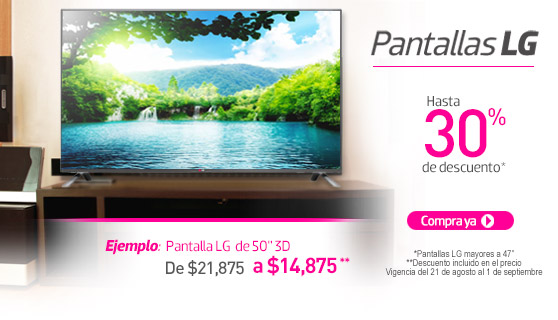 Pantallas LG
Hasta
30%
de descuento*
Compra ya
Ejemplo: Pantalla LG de 50" 3D
De $21,875 a $14,875**
*Pantallas LG mayores a 47"
**Descuento incluido en el precio
Vigencia del 21 de agosto al 1 de septiembre